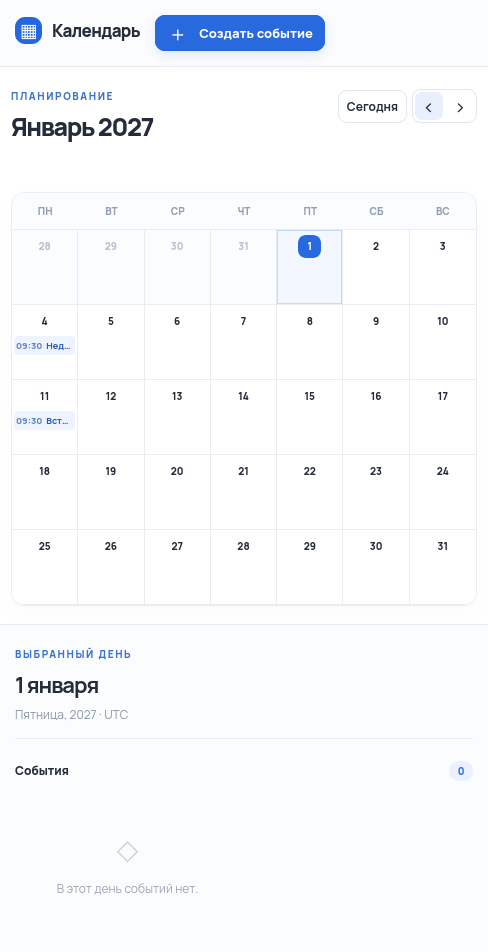 Календарь
Создать событие
ПЛАНИРОВАНИЕ
Январь 2027
Сегодня
ПН ВТ СР ЧТ ПТ СБ ВС
28 29 30 31 1 2 3
4 5 6 7 8 9 10
09:30 Нед…
11 12 13 14 15 16 17
09:30 Вст…
18 19 20 21 22 23 24
25 26 27 28 29 30 31
ВЫБРАННЫЙ ДЕНЬ
1 января
Пятница, 2027 · UTC
События 0
В этот день событий нет.